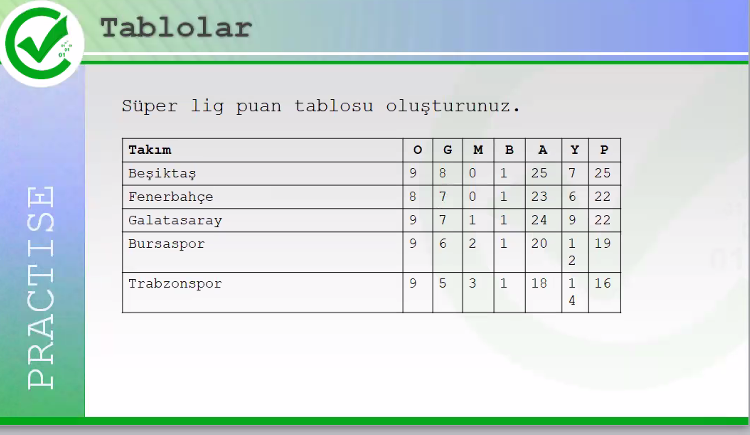 Tablolar
Süper lig puan tablosu oluşturunuz.
Takım O G M B A Y P
Beşiktaş 9 8 0 1 25 7 25
Fenerbahçe 8 7 0 1 23 6 22
Galatasaray 9 7 1 1 24 9 22
Bursaspor 9 6 2 1 20 12 19
Trabzonspor 9 5 3 1 18 14 16
PRACTISE